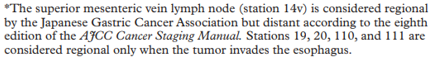 *The superior mesenteric vein lymph node (station 14v) is considered regional
by the Japanese Gastric Cancer Association but distant according to the eighth
edition of the AJCC Cancer Staging Manual. Stations 19, 20, 110, and 111 are
considered regional only when the tumor invades the esophagus.